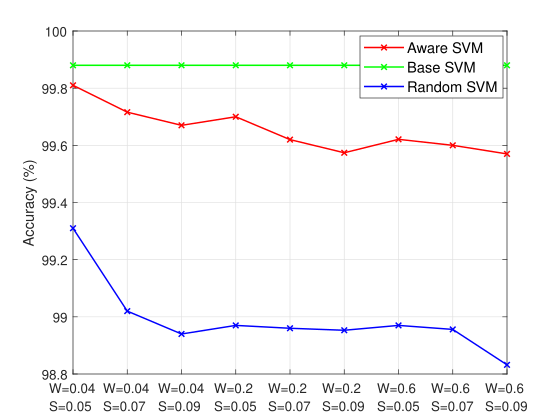 100
99.8
99.6
99.4
99.2
99
98.8
Accuracy (%)
Aware SVM
Base SVM
Random SVM
W=0.04 W=0.04 W=0.04 W=0.2 W=0.2 W=0.2 W=0.6 W=0.6 W=0.6
S=0.05 S=0.07 S=0.09 S=0.05 S=0.07 S=0.09 S=0.05 S=0.07 S=0.09